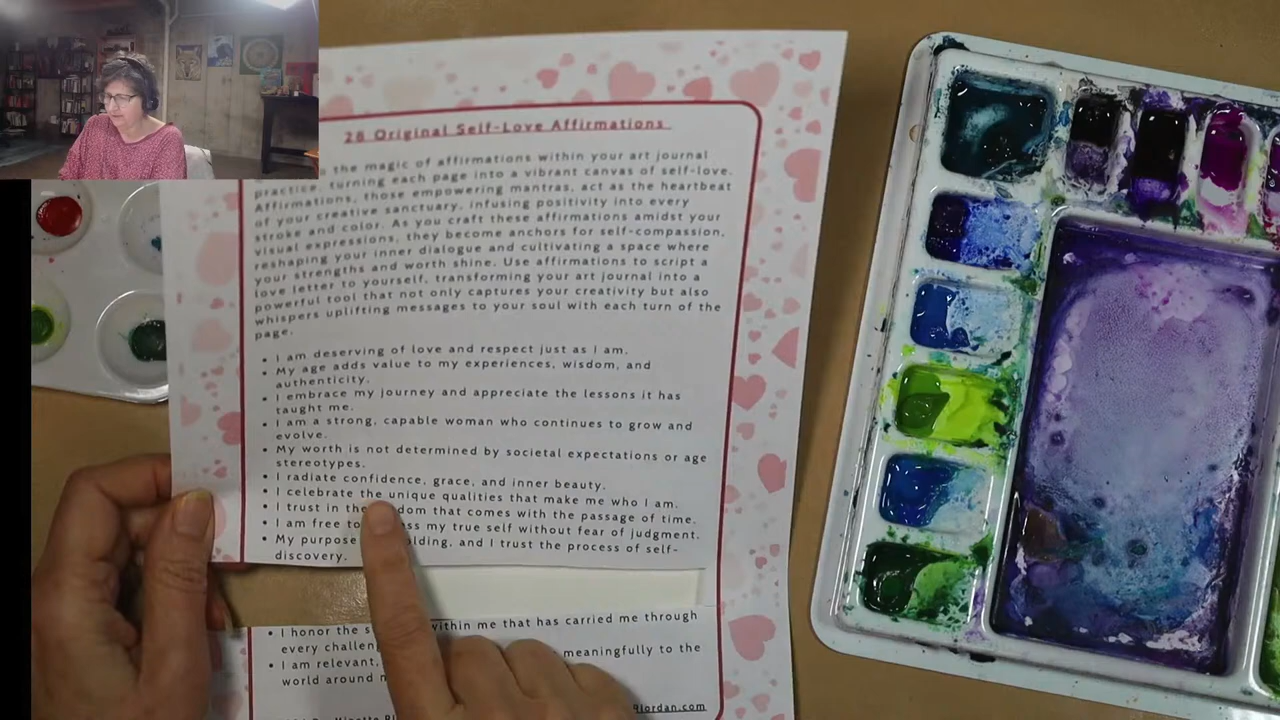 28 Original Self-Love Affirmations
the magic of affirmations within your art journal
practice, turning each page into a vibrant canvas of self-love.
Affirmations, those empowering mantras, act as the heartbeat
of your creative sanctuary, infusing positivity into every
stroke and color. As you craft these affirmations amidst your
visual expressions, they become anchors for self-compassion,
reshaping your inner dialogue and cultivating a space where
your strengths and worth shine. Use affirmations to script a
love letter to yourself, transforming your art journal into a
powerful tool that not only captures your creativity but also
whispers uplifting messages to your soul with each turn of the
page.
• I am deserving of love and respect just as I am.
• My age adds value to my experiences, wisdom, and
authenticity.
• I embrace my journey and appreciate the lessons it has
taught me.
• I am a strong, capable woman who continues to grow and
evolve.
• My worth is not determined by societal expectations or age
stereotypes.
• I radiate confidence, grace, and inner beauty.
• I celebrate the unique qualities that make me who I am.
• I trust in the dom that comes with the passage of time.
• I am free to ss my true self without fear of judgment.
• My purpose lding, and I trust the process of self-
discovery.
• I honor the s within me that has carried me through
every challen
• I am relevant, meaningfully to the
world around m
Riordan.com